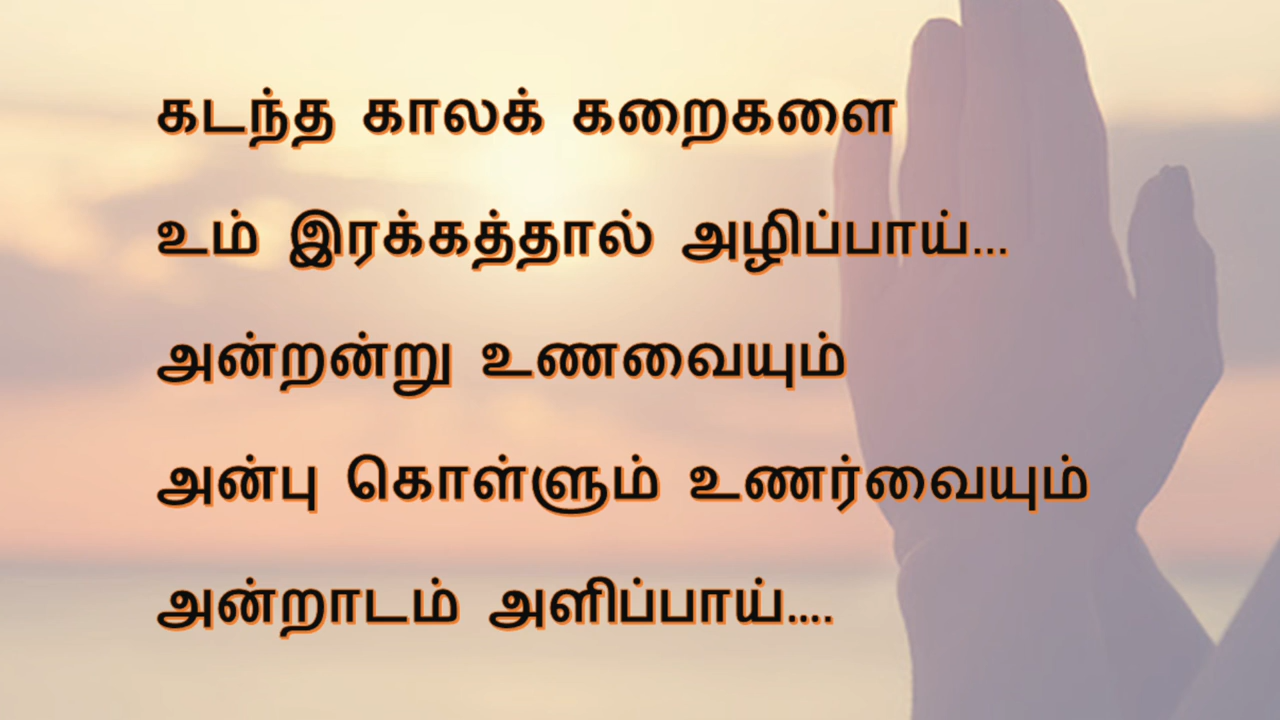 கடந்த காலக் கறைகளை
உம் இரக்கத்தால் அழிப்பாய்...
அன்றன்று உணவையும்
அன்பு கொள்ளும் உணர்வையும்
அன்றாடம் அளிப்பாய்....